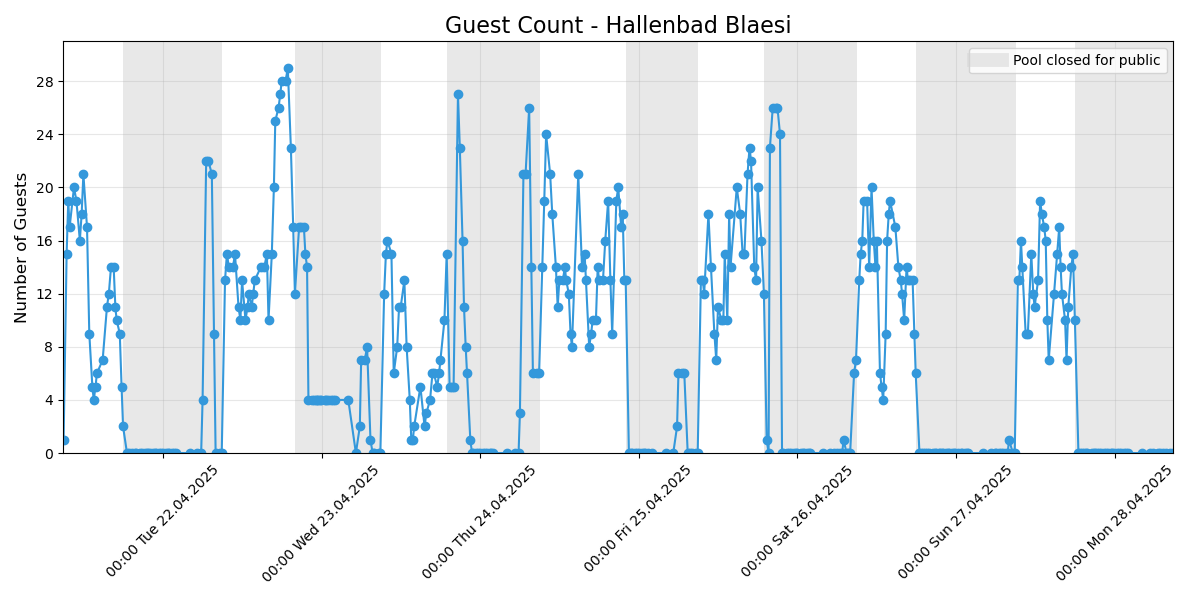 Guest Count - Hallenbad Blaesi
Pool closed for public
Number of Guests
28
24
20
16
12
8
4
0
00:00 Tue 22.04.2025
00:00 Wed 23.04.2025
00:00 Thu 24.04.2025
00:00 Fri 25.04.2025
00:00 Sat 26.04.2025
00:00 Sun 27.04.2025
00:00 Mon 28.04.2025